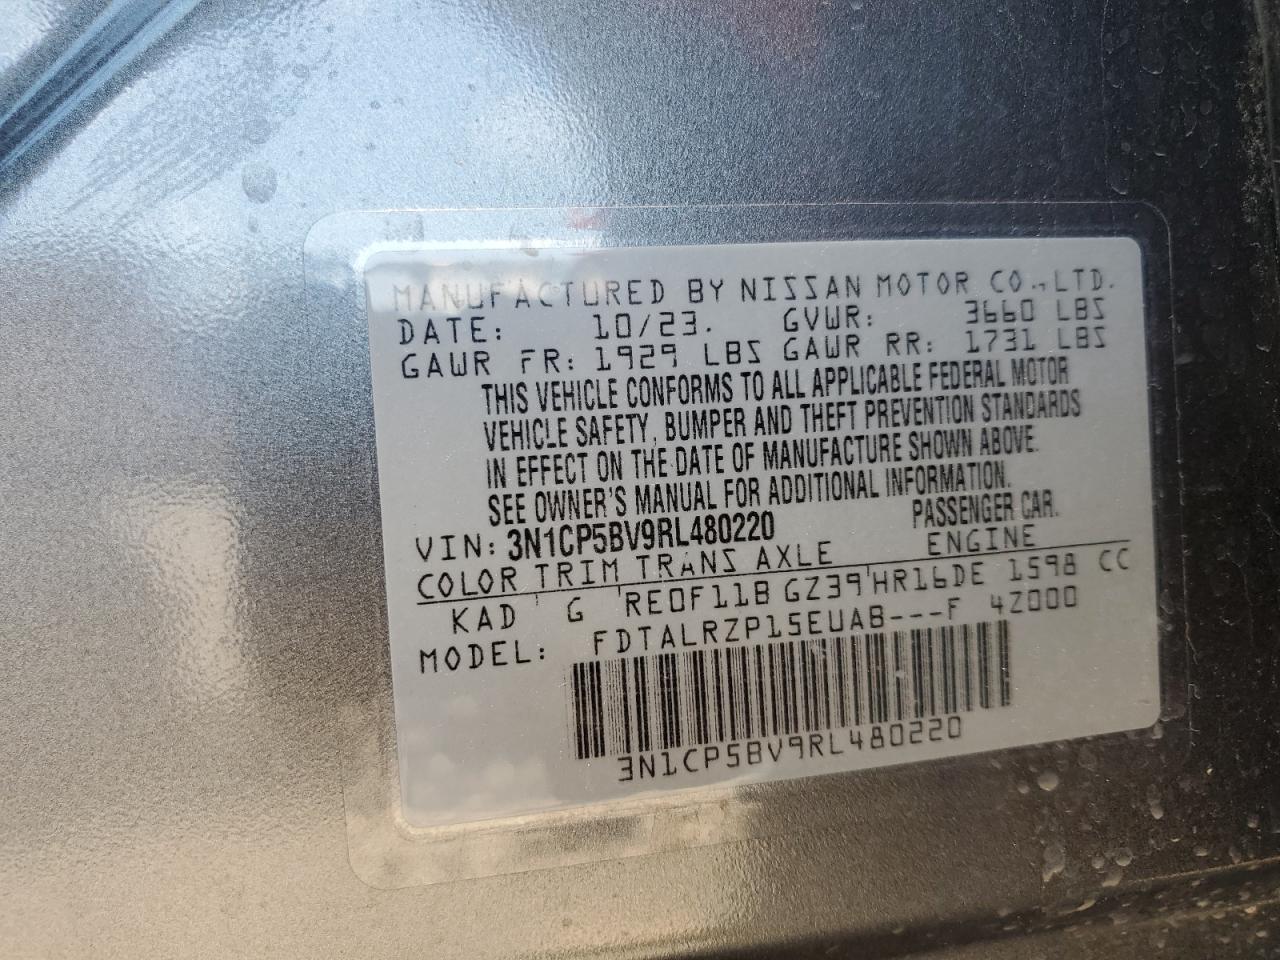 MANUFACTURED BY NISSAN MOTOR CO.,LTD.
DATE: 10/23. GVWR: 3660 LBS
GAWR FR: 1929 LBS GAWR RR: 1731 LBS
THIS VEHICLE CONFORMS TO ALL APPLICABLE FEDERAL MOTOR
VEHICLE SAFETY, BUMPER AND THEFT PREVENTION STANDARDS
IN EFFECT ON THE DATE OF MANUFACTURE SHOWN ABOVE.
SEE OWNER'S MANUAL FOR ADDITIONAL INFORMATION.
VIN: 3N1CP5BV9RL480220 PASSENGER CAR.
COLOR TRIM TRANS AXLE ENGINE
KAD G RE0F11B GZ39 HR16DE 1598 CC
MODEL: FDTALRZP15EUAB---F 4Z000
3N1CP5BV9RL480220